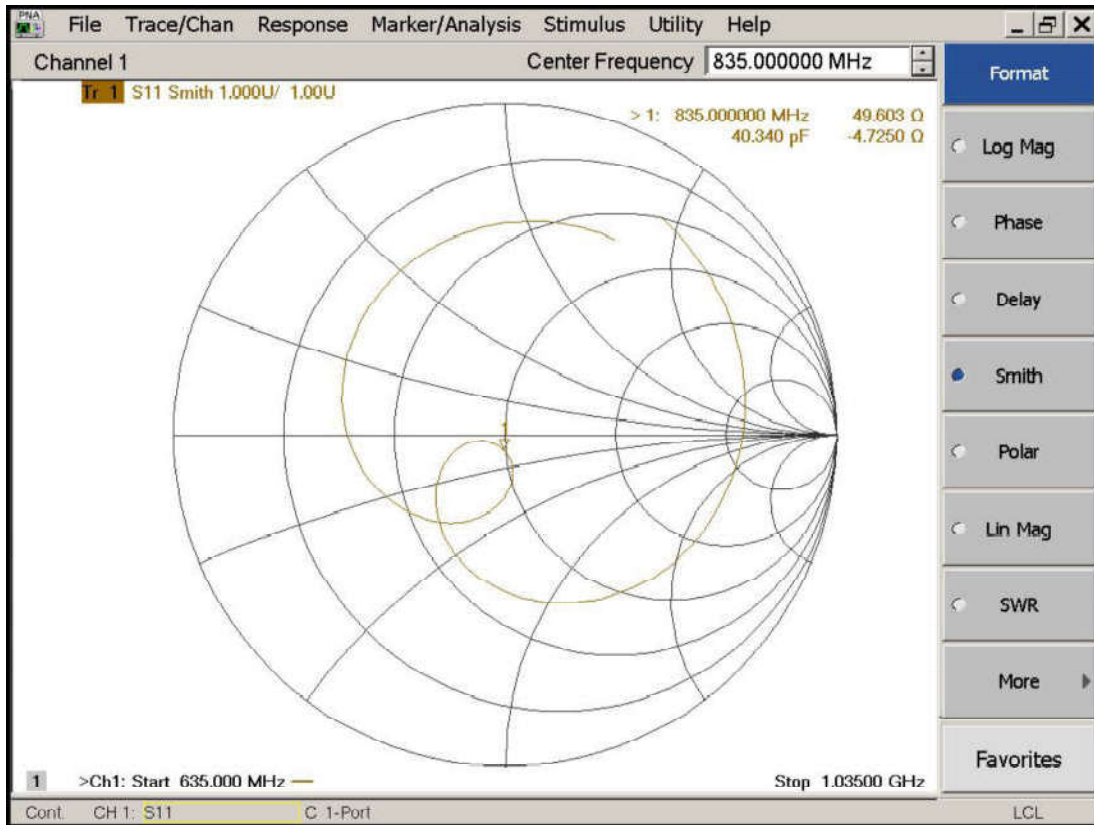 PNA File Trace/Chan Response Marker/Analysis Stimulus Utility Help
Channel 1 Center Frequency 835.000000 MHz
Tr 1 S11 Smith 1.000U/ 1.00U
> 1: 835.000000 MHz 49.603 Ω
40.340 pF -4.7250 Ω
1
1 >Ch1: Start 635.000 MHz Stop 1.03500 GHz
Cont. CH 1: S11 C 1-Port LCL
Format
Log Mag
Phase
Delay
Smith
Polar
Lin Mag
SWR
More
Favorites